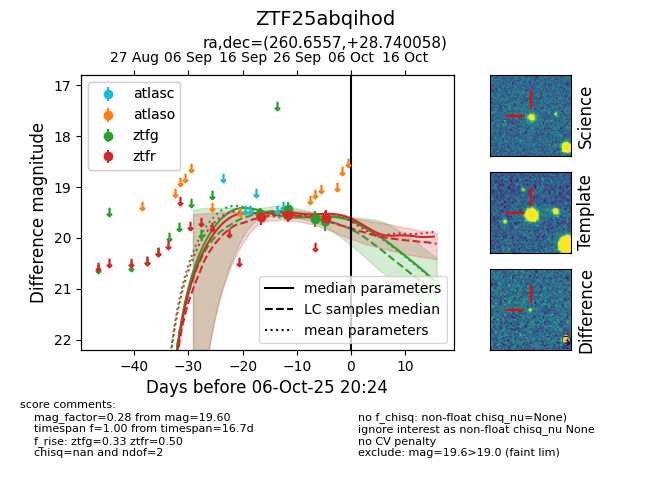 ZTF25abqihod
ra,dec=(260.6557,+28.740058)
27 Aug 06 Sep 16 Sep 26 Sep 06 Oct 16 Oct
17
18
19
20
21
22
Difference magnitude
atlasc
atlaso
ztfg
ztfr
median parameters
LC samples median
mean parameters
−40 −30 −20 −10 0 10
Days before 06-Oct-25 20:24
Science
Template
Difference
score comments:
mag_factor=0.28 from mag=19.60
timespan f=1.00 from timespan=16.7d
f_rise: ztfg=0.33 ztfr=0.50
chisq=nan and ndof=2
no f_chisq: non-float chisq_nu=None)
ignore interest as non-float chisq_nu None
no CV penalty
exclude: mag=19.6>19.0 (faint lim)